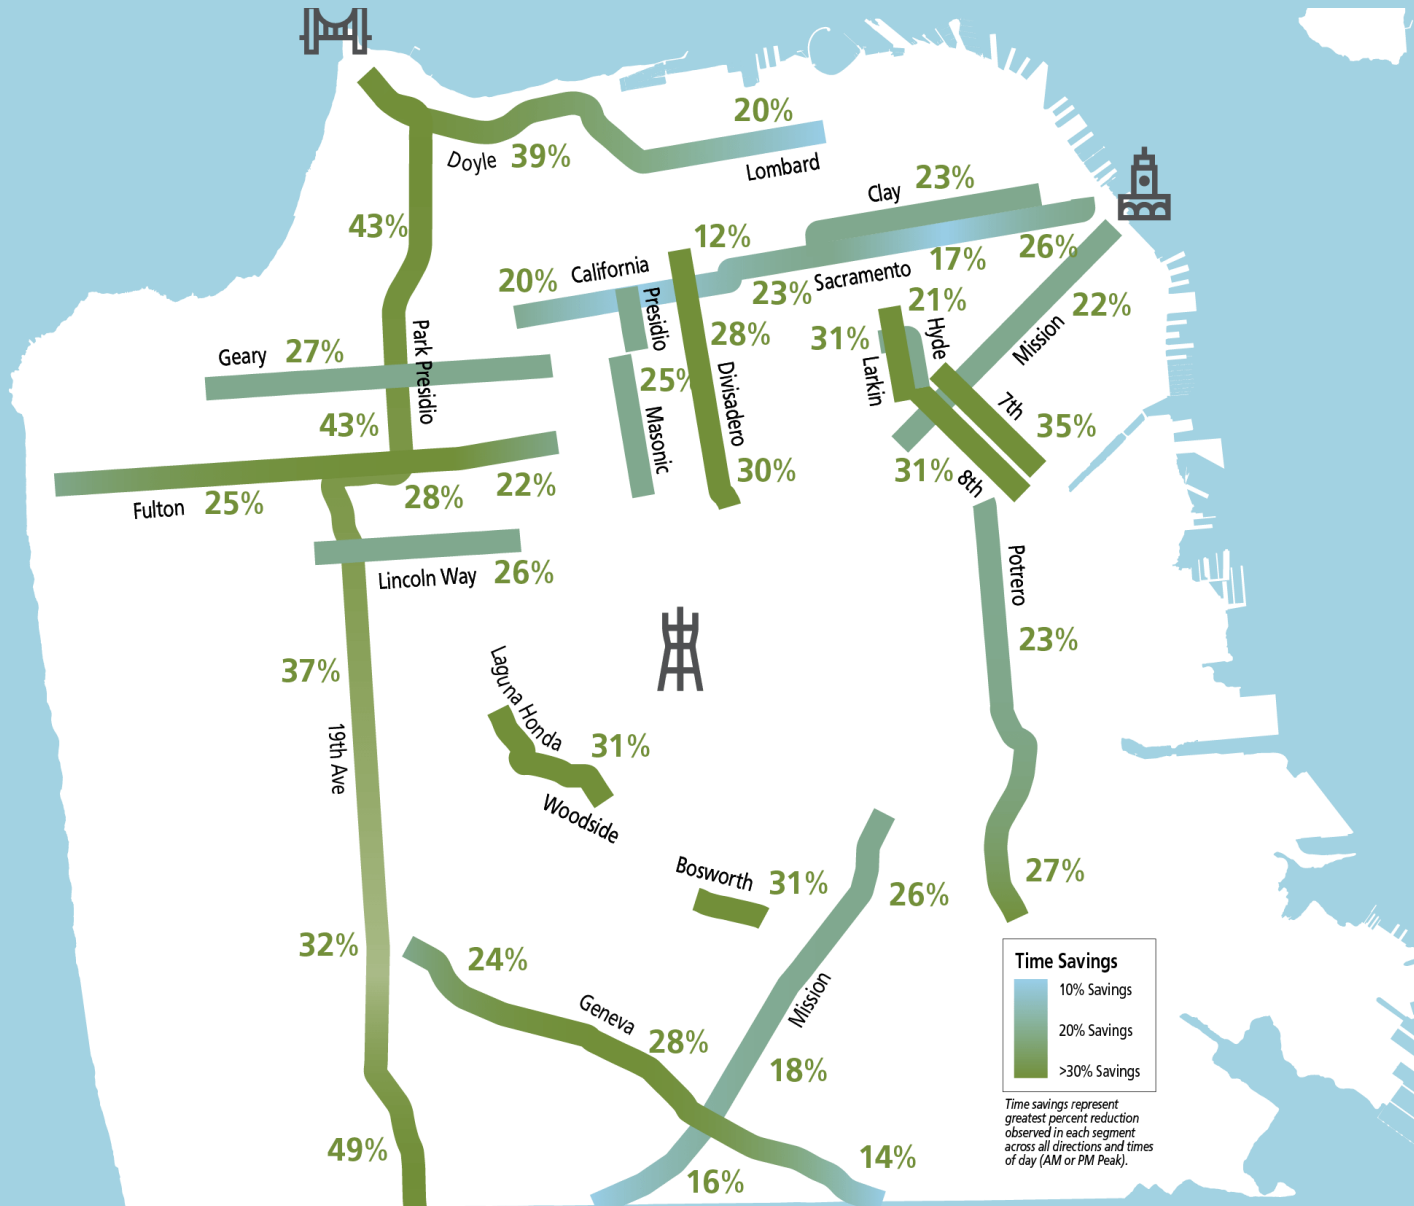 20%
Doyle
39%
Lombard
43%
Clay
23%
12%
26%
California
20%
17%
Sacramento
23%
21%
22%
Presidio
28%
31%
Hyde
Mission
Geary
27%
Park Presidio
Larkin
25%
Divisadero
7th
35%
43%
Masonic
30%
31%
8th
22%
28%
25%
Fulton
Lincoln Way
26%
Potrero
23%
37%
Laguna Honda
31%
19th Ave
Woodside
Bosworth
31%
26%
27%
32%
24%
Geneva
28%
Mission
18%
49%
16%
14%
Time Savings
10% Savings
20% Savings
>30% Savings
Time savings represent
greatest percent reduction
observed in each segment
across all directions and times
of day (AM or PM Peak).